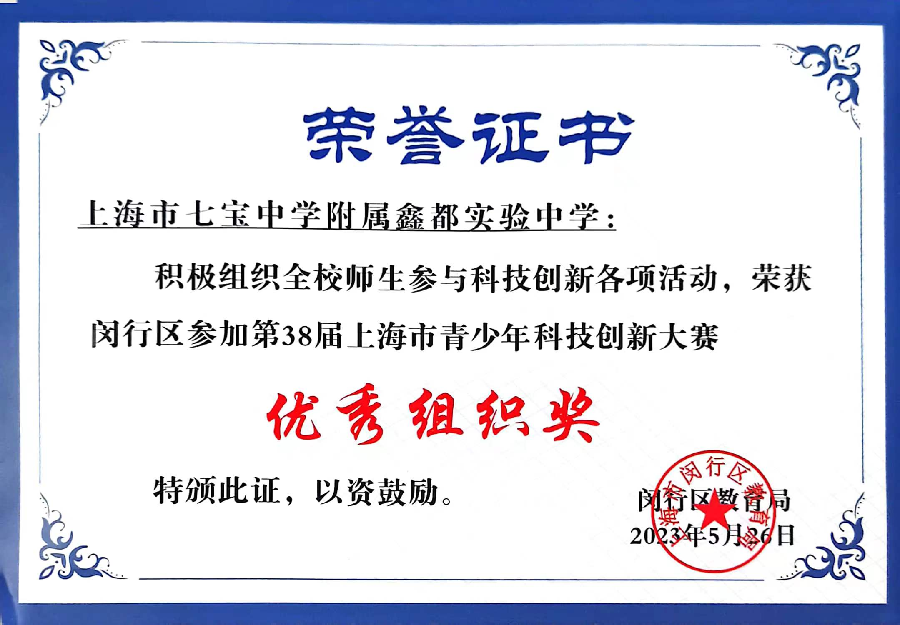 荣誉证书
上海市七宝中学附属鑫都实验中学：
积极组织全校师生参与科技创新各项活动，荣获
闵行区参加第38届上海市青少年科技创新大赛
优秀组织奖
特颁此证，以资鼓励。
闵行区教育局
2023年5月26日
上海市闵行区教育局